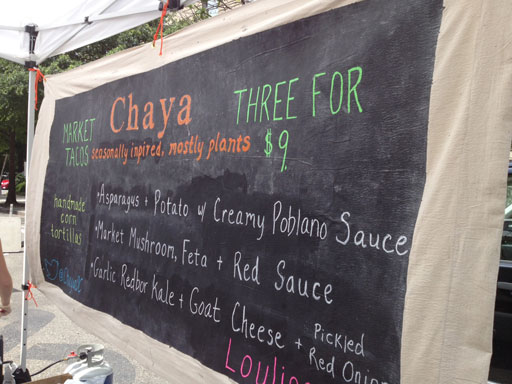 Chaya
MARKET
TACOS
seasonally inpired, mostly plants
THREE FOR
$9.
handmade
corn
tortillas
•Asparagus + Potato w/ Creamy Poblano Sauce
•Market Mushroom, Feta + Red Sauce
•Garlic Redbor Kale + Goat Cheese + Pickled
Red Onion